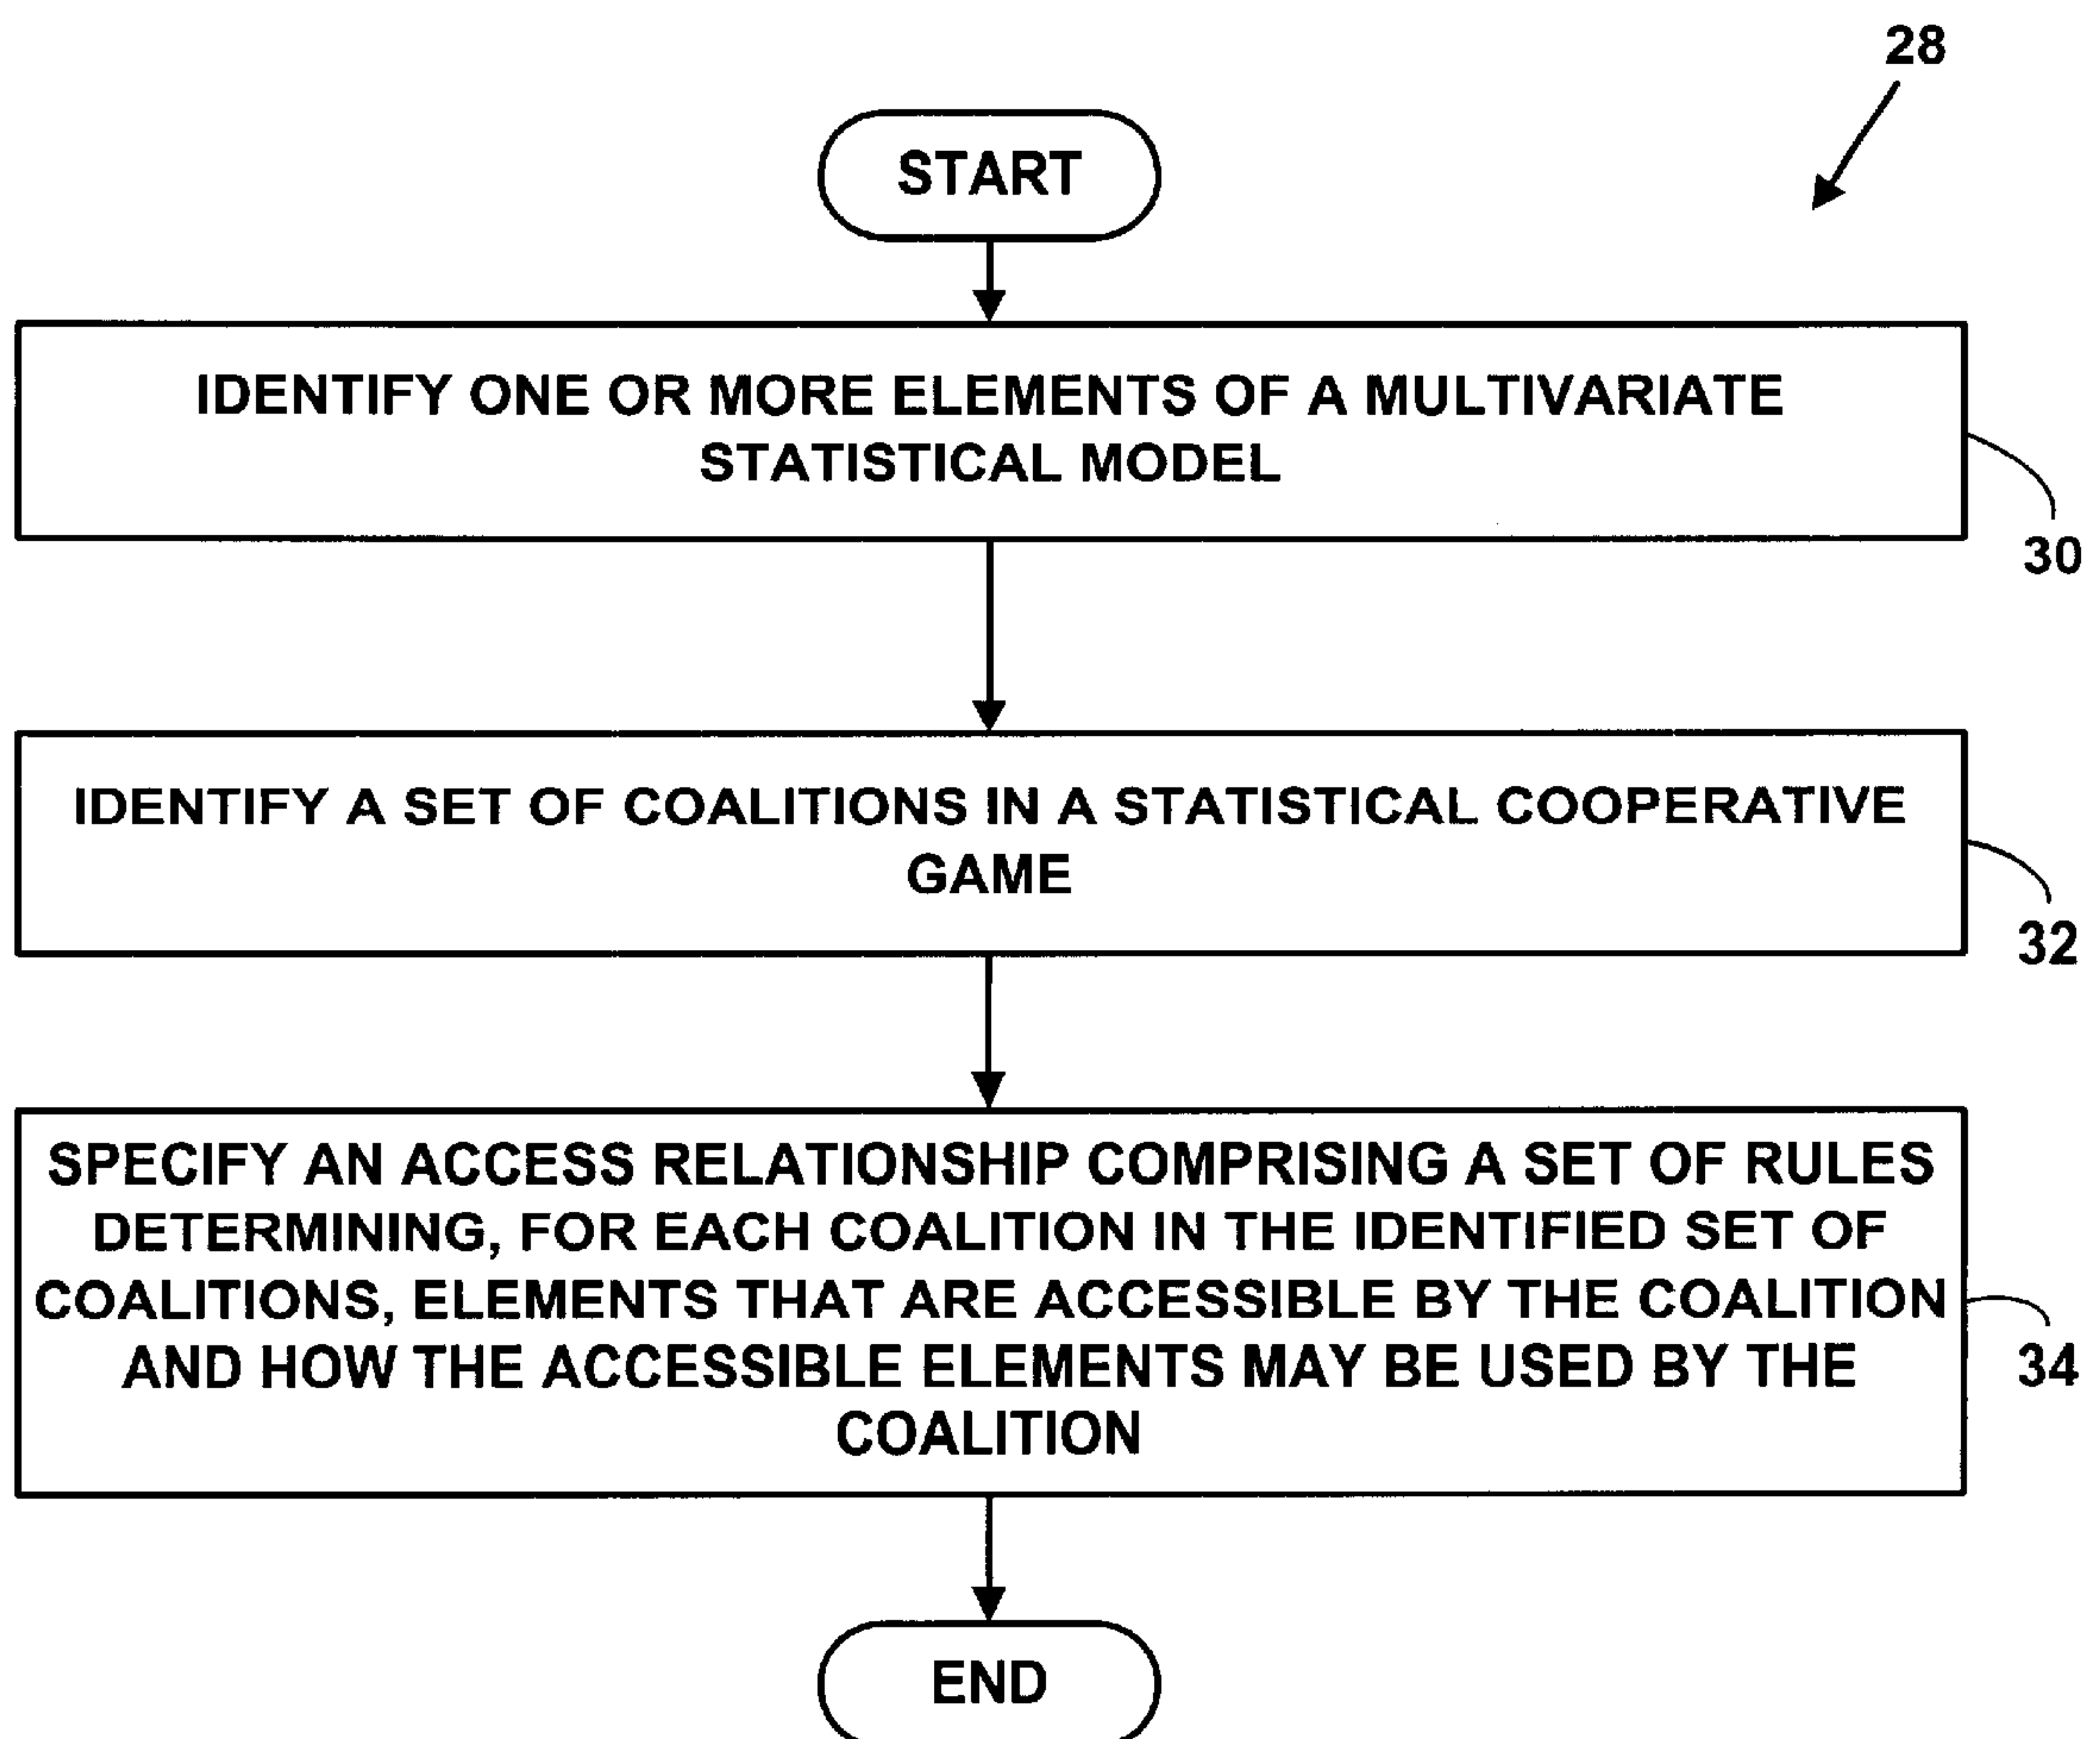 28
START
IDENTIFY ONE OR MORE ELEMENTS OF A MULTIVARIATE
STATISTICAL MODEL
30
IDENTIFY A SET OF COALITIONS IN A STATISTICAL COOPERATIVE
GAME
32
SPECIFY AN ACCESS RELATIONSHIP COMPRISING A SET OF RULES
DETERMINING, FOR EACH COALITION IN THE IDENTIFIED SET OF
COALITIONS, ELEMENTS THAT ARE ACCESSIBLE BY THE COALITION
AND HOW THE ACCESSIBLE ELEMENTS MAY BE USED BY THE
COALITION
34
END